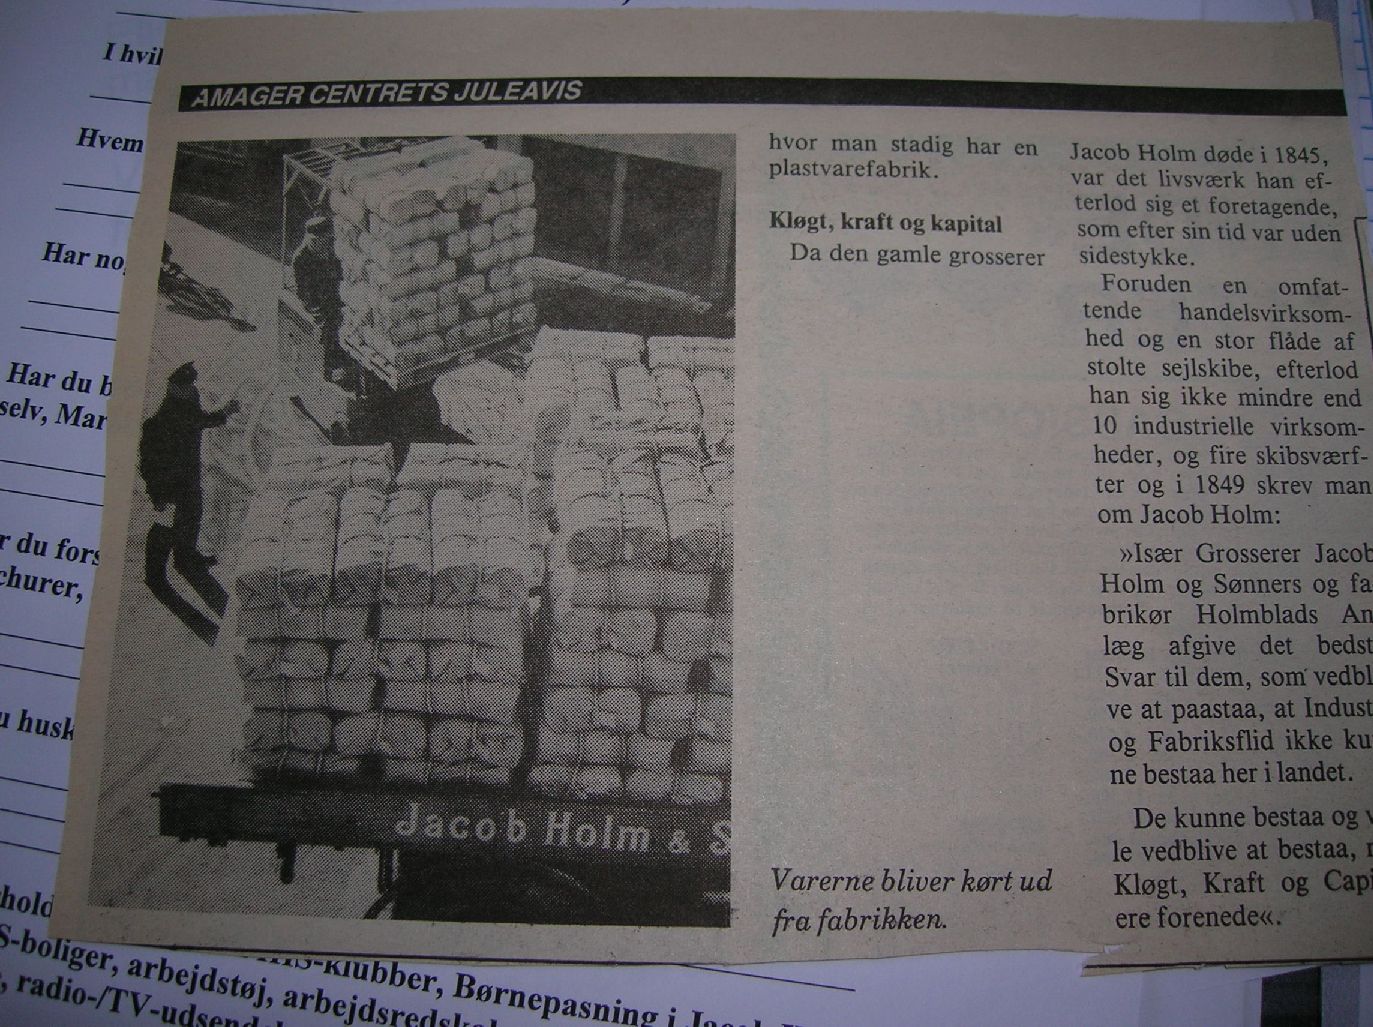 I hvil
Hvem
Har no
Har du b
selv, Mar
r du fors
churer,
u husk
hold
S-boliger, arbejdstøj, arbejdsredsk
-klubber, Børnepasning i Jacob
radio-/TV-udsend
AMAGER CENTRETS JULEAVIS
Jacob Holm & S
hvor man stadig har en
plastvarefabrik.
Kløgt, kraft og kapital
Da den gamle grosserer
Varerne bliver kørt ud
fra fabrikken.
Jacob Holm døde i 1845,
var det livsværk han ef-
terlod sig et foretagende,
som efter sin tid var uden
sidestykke.
Foruden en omfat-
tende handelsvirksom-
hed og en stor flåde af
stolte sejlskibe, efterlod
han sig ikke mindre end
10 industrielle virksom-
heder, og fire skibsværf-
ter og i 1849 skrev man
om Jacob Holm:
»Især Grosserer Jacob
Holm og Sønners og fa
brikør Holmblads An
læg afgive det bedst
Svar til dem, som vedbl
ve at paastaa, at Indust
og Fabriksflid ikke ku
ne bestaa her i landet.
De kunne bestaa og v
le vedblive at bestaa,
Kløgt, Kraft og Capi
ere forenede«.